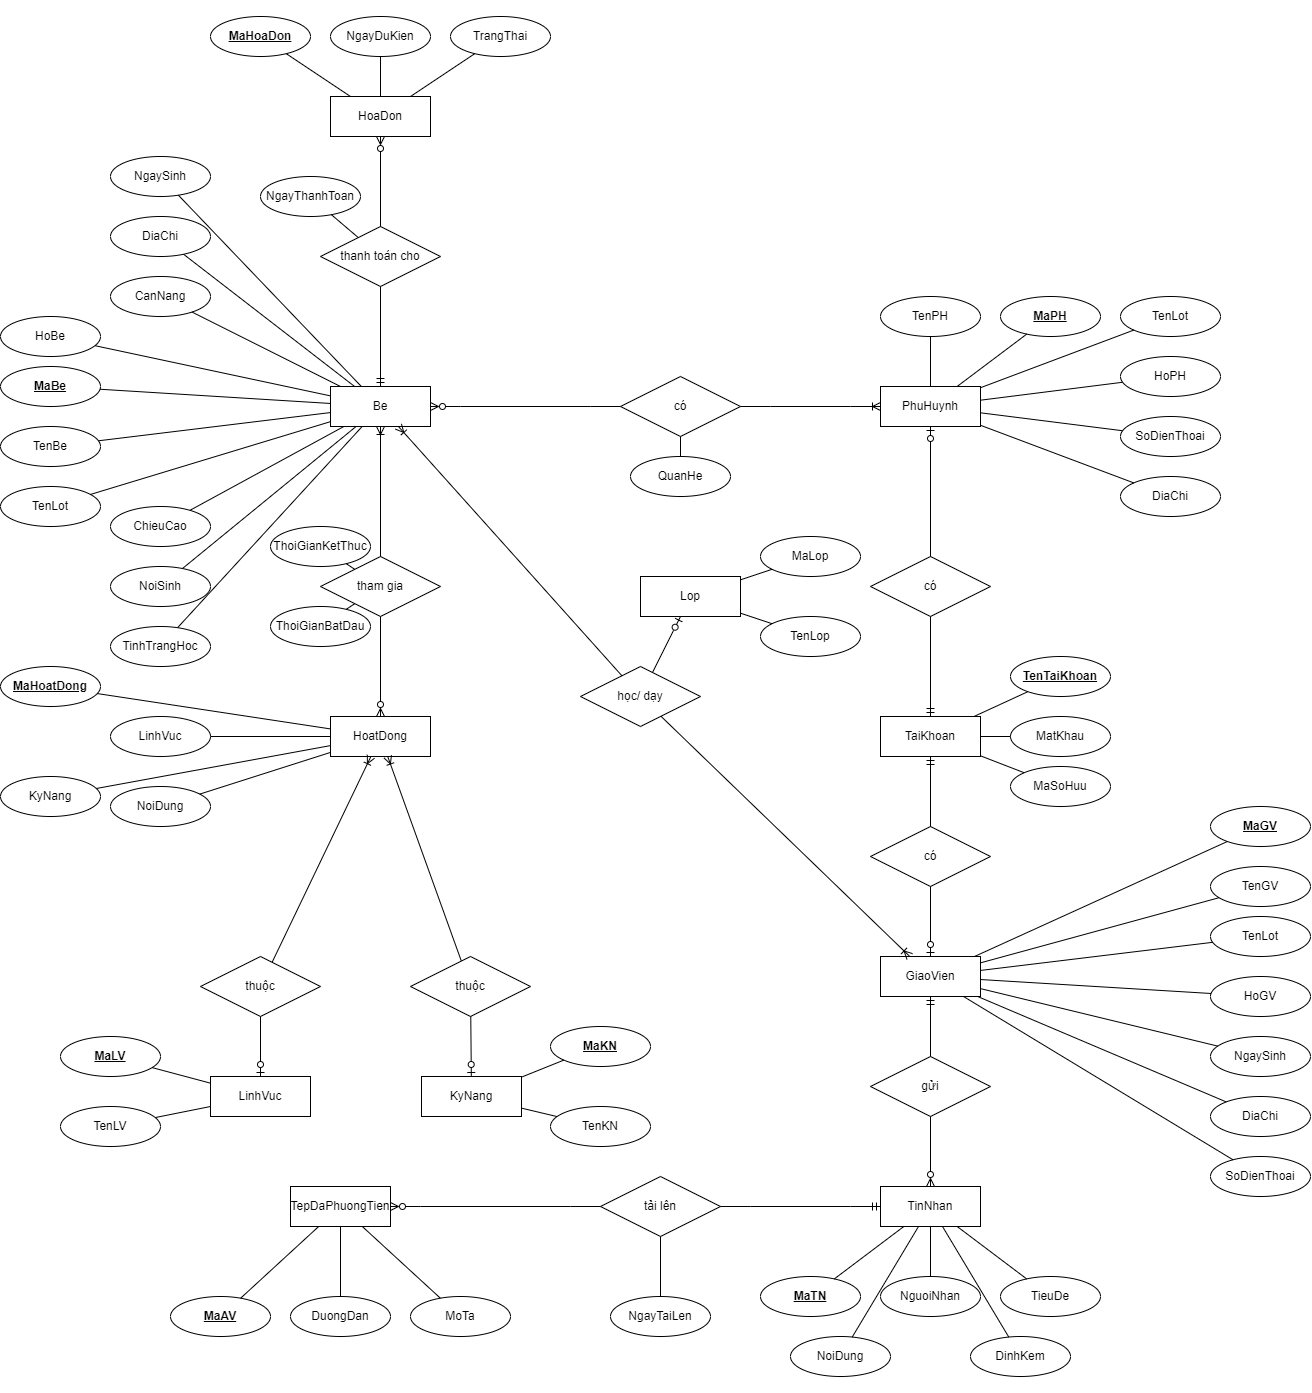 MaHoaDon
NgayDuKien
TrangThai
HoaDon
NgaySinh
NgayThanhToan
DiaChi
thanh toán cho
CanNang
HoBe
TenPH
MaPH
TenLot
MaBe
Be
có
PhuHuynh
HoPH
TenBe
QuanHe
SoDienThoai
TenLot
DiaChi
ChieuCao
ThoiGianKetThuc
MaLop
NoiSinh
tham gia
Lop
có
ThoiGianBatDau
TenLop
TinhTrangHoc
MaHoatDong
học/ dạy
TenTaiKhoan
LinhVuc
HoatDong
TaiKhoan
MatKhau
KyNang
NoiDung
MaSoHuu
MaGV
có
TenGV
TenLot
GiaoVien
thuộc
thuộc
HoGV
MaLV
MaKN
NgaySinh
gửi
LinhVuc
KyNang
DiaChi
TenLV
TenKN
SoDienThoai
TepDaPhuongTien
tải lên
TinNhan
MaAV
DuongDan
MoTa
NgayTaiLen
MaTN
NguoiNhan
TieuDe
NoiDung
DinhKem